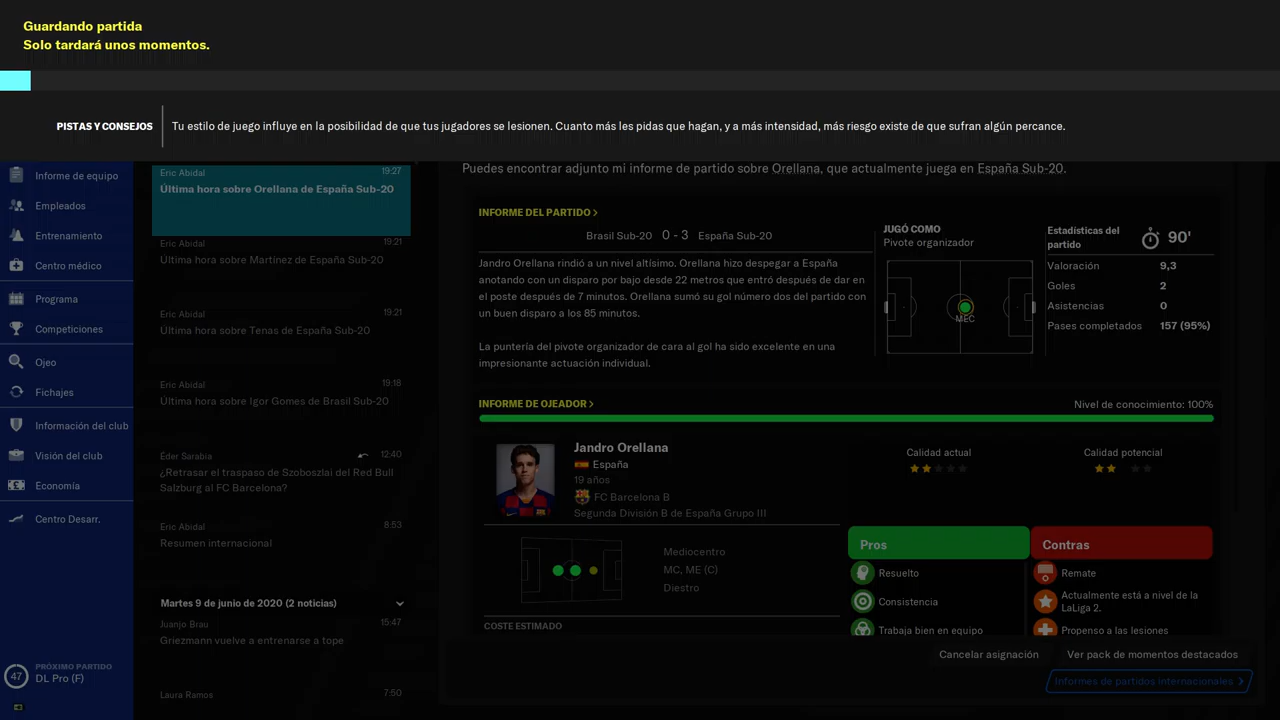 Guardando partida
Solo tardará unos momentos.
PISTAS Y CONSEJOS
Tu estilo de juego influye en la posibilidad de que tus jugadores se lesionen. Cuanto más les pidas que hagan, y a más intensidad, más riesgo existe de que sufran algún percance.
Informe de equipo
Empleados
Entrenamiento
Centro médico
Programa
Competiciones
Ojeo
Fichajes
Información del club
Visión del club
Economía
Centro Desarr.
47
PRÓXIMO PARTIDO
DL Pro (F)
Eric Abidal 19:27
Última hora sobre Orellana de España Sub-20
Eric Abidal 19:21
Última hora sobre Martínez de España Sub-20
Eric Abidal 19:21
Última hora sobre Tenas de España Sub-20
Eric Abidal 19:18
Última hora sobre Igor Gomes de Brasil Sub-20
Éder Sarabia 12:40
¿Retrasar el traspaso de Szoboszlai del Red Bull
Salzburg al FC Barcelona?
Eric Abidal 8:53
Resumen internacional
Martes 9 de junio de 2020 (2 noticias)
Juanjo Brau 15:47
Griezmann vuelve a entrenarse a tope
Laura Ramos 7:50
Puedes encontrar adjunto mi informe de partido sobre Orellana, que actualmente juega en España Sub-20.
INFORME DEL PARTIDO >
Brasil Sub-20 0 - 3 España Sub-20
Jandro Orellana rindió a un nivel altísimo. Orellana hizo despegar a España
anotando con un disparo por bajo desde 22 metros que entró después de dar en
el poste después de 7 minutos. Orellana sumó su gol número dos del partido con
un buen disparo a los 85 minutos.
La puntería del pivote organizador de cara al gol ha sido excelente en una
impresionante actuación individual.
JUGÓ COMO
Pivote organizador
MEC
Estadísticas del
partido
90'
Valoración 9,3
Goles 2
Asistencias 0
Pases completados 157 (95%)
INFORME DE OJEADOR >
Nivel de conocimiento: 100%
Jandro Orellana
España
19 años
FC Barcelona B
Segunda División B de España Grupo III
Calidad actual
Calidad potencial
Mediocentro
MC, ME (C)
Diestro
COSTE ESTIMADO
Pros
Resuelto
Consistencia
Trabaja bien en equipo
Contras
Remate
Actualmente está a nivel de la
LaLiga 2.
Propenso a las lesiones
Cancelar asignación
Ver pack de momentos destacados
Informes de partidos internacionales >